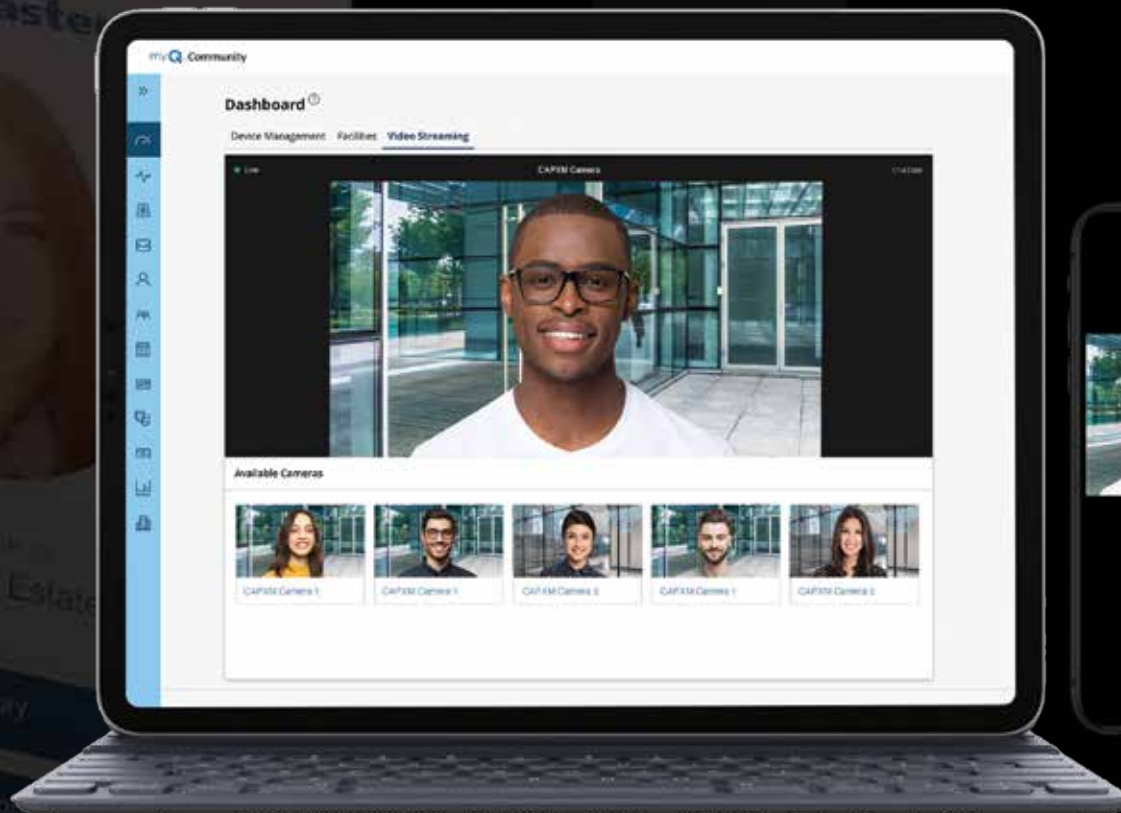 myQ Community
Dashboard
Device Management Facilities Video Streaming
Live CAPXM Camera
Available Cameras
CAPXM Camera 1 CAPXM Camera 1 CAPXM Camera 2 CAPXM Camera 1 CAPXM Camera 2
Estate